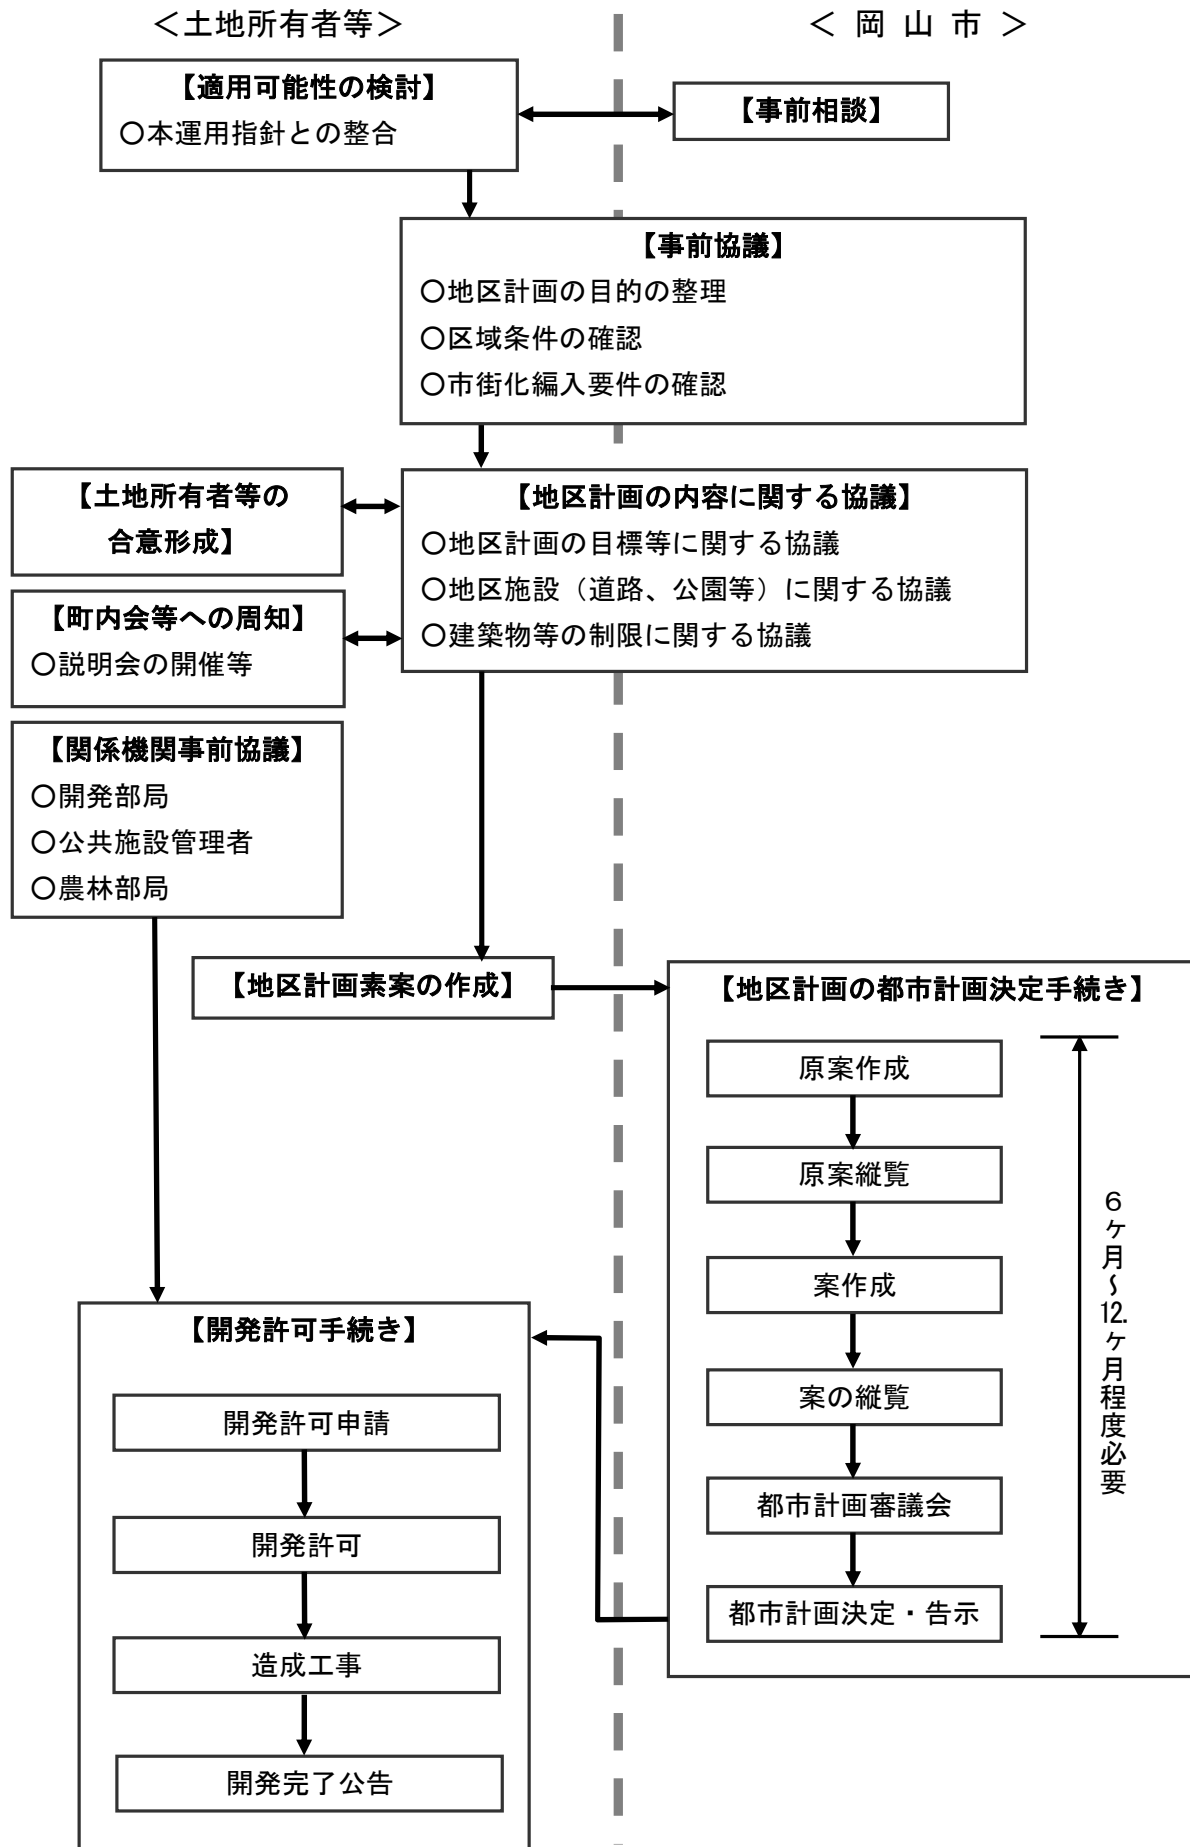 ＜土地所有者等＞
＜ 岡 山 市 ＞
【適用可能性の検討】
〇本運用指針との整合
【事前相談】
【事前協議】
〇地区計画の目的の整理
〇区域条件の確認
〇市街化編入要件の確認
【土地所有者等の
合意形成】
【地区計画の内容に関する協議】
〇地区計画の目標等に関する協議
〇地区施設（道路、公園等）に関する協議
〇建築物等の制限に関する協議
【町内会等への周知】
〇説明会の開催等
【関係機関事前協議】
〇開発部局
〇公共施設管理者
〇農林部局
【地区計画素案の作成】
【地区計画の都市計画決定手続き】
原案作成
原案縦覧
案作成
案の縦覧
都市計画審議会
都市計画決定・告示
６ヶ月～12.ヶ月程度必要
【開発許可手続き】
開発許可申請
開発許可
造成工事
開発完了公告